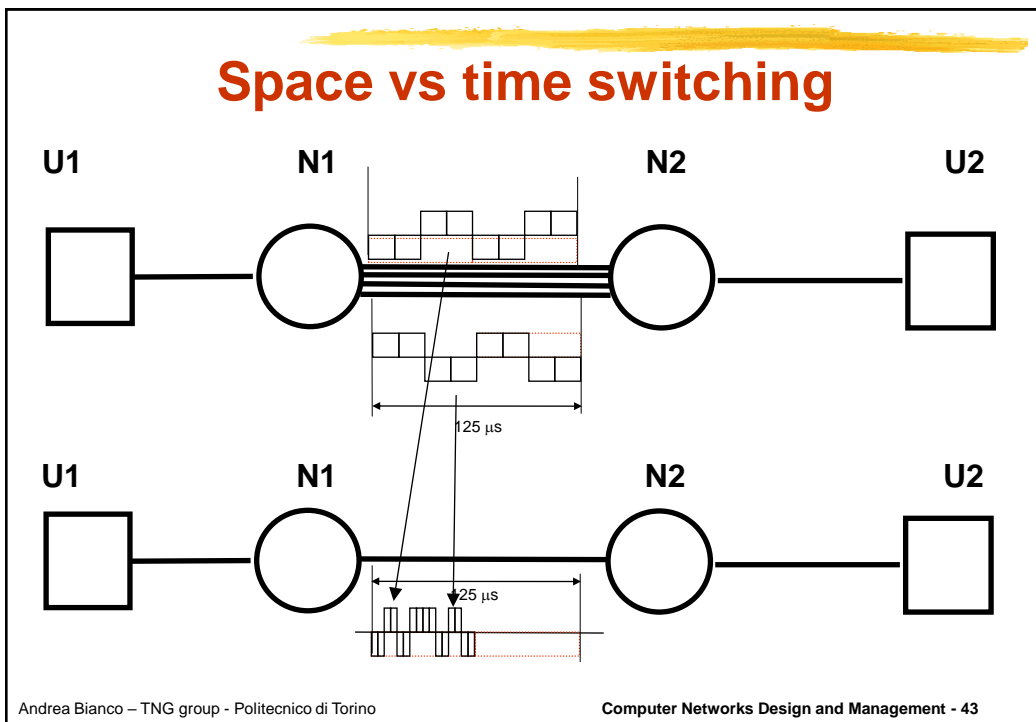 Space vs time switching
U1 N1 N2 U2
125 μs
U1 N1 N2 U2
125 μs
Andrea Bianco – TNG group - Politecnico di Torino Computer Networks Design and Management - 43